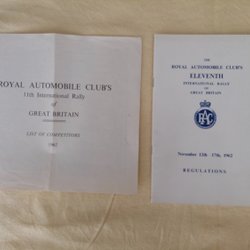 ROYAL AUTOMOBILE CLUB'S
11th International Rally
of
GREAT BRITAIN
LIST OF COMPETITORS
1962
THE
ROYAL AUTOMOBILE CLUB'S
ELEVENTH
INTERNATIONAL RALLY
OF
GREAT BRITAIN
RAC
November 12th 17th, 1962
REGULATIONS